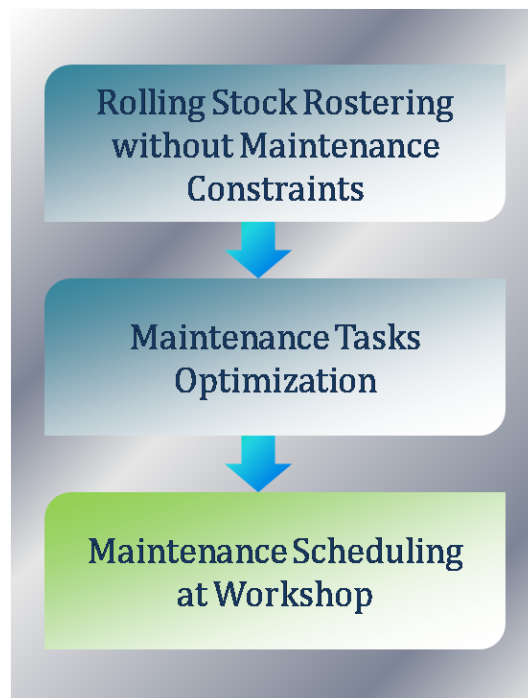 Rolling Stock Rostering
without Maintenance
Constraints
Maintenance Tasks
Optimization
Maintenance Scheduling
at Workshop